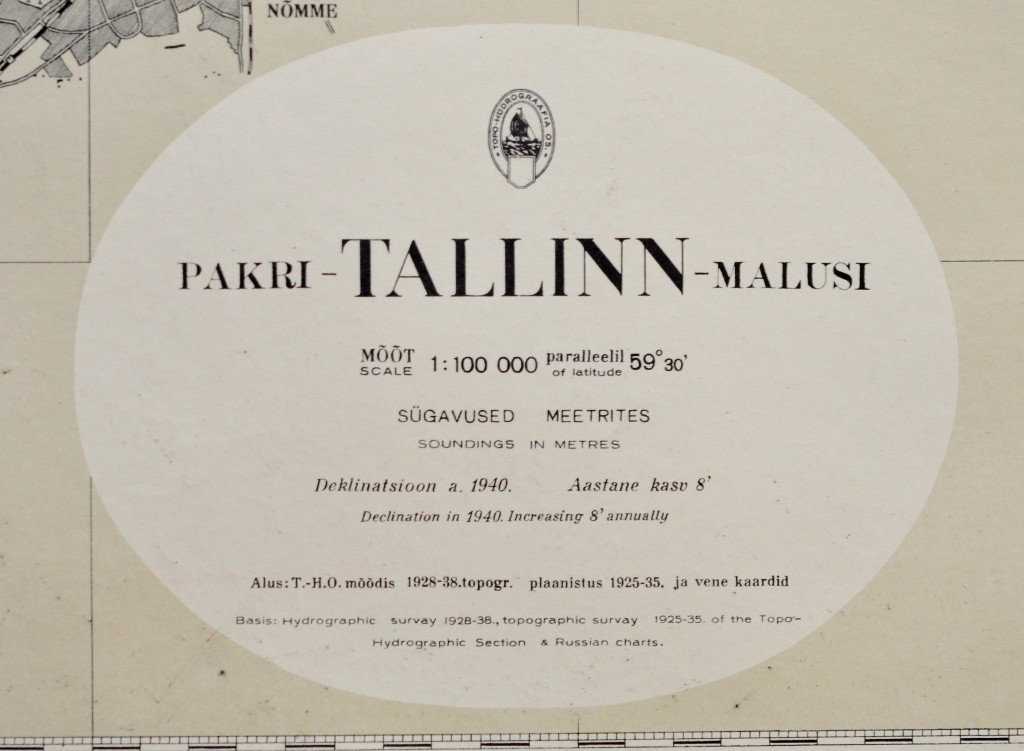 NÕMME
• TOPO-HÜDROGRAAFIA OS. •
PAKRI - TALLINN - MALUSI
MÕÕT 1:100 000 paralleelil 59° 30'
SCALE of latitude
SÜGAVUSED MEETRITES
SOUNDINGS IN METRES
Deklinatsioon a. 1940. Aastane kasv 8'
Declination in 1940. Increasing 8' annually
Alus: T.-H.O. mõõdis 1928-38. topogr. plaanistus 1925-35. ja vene kaardid
Basis: Hydrographic survay 1928-38., topographic survay 1925-35. of the Topo-
Hydrographic Section & Russian charts.